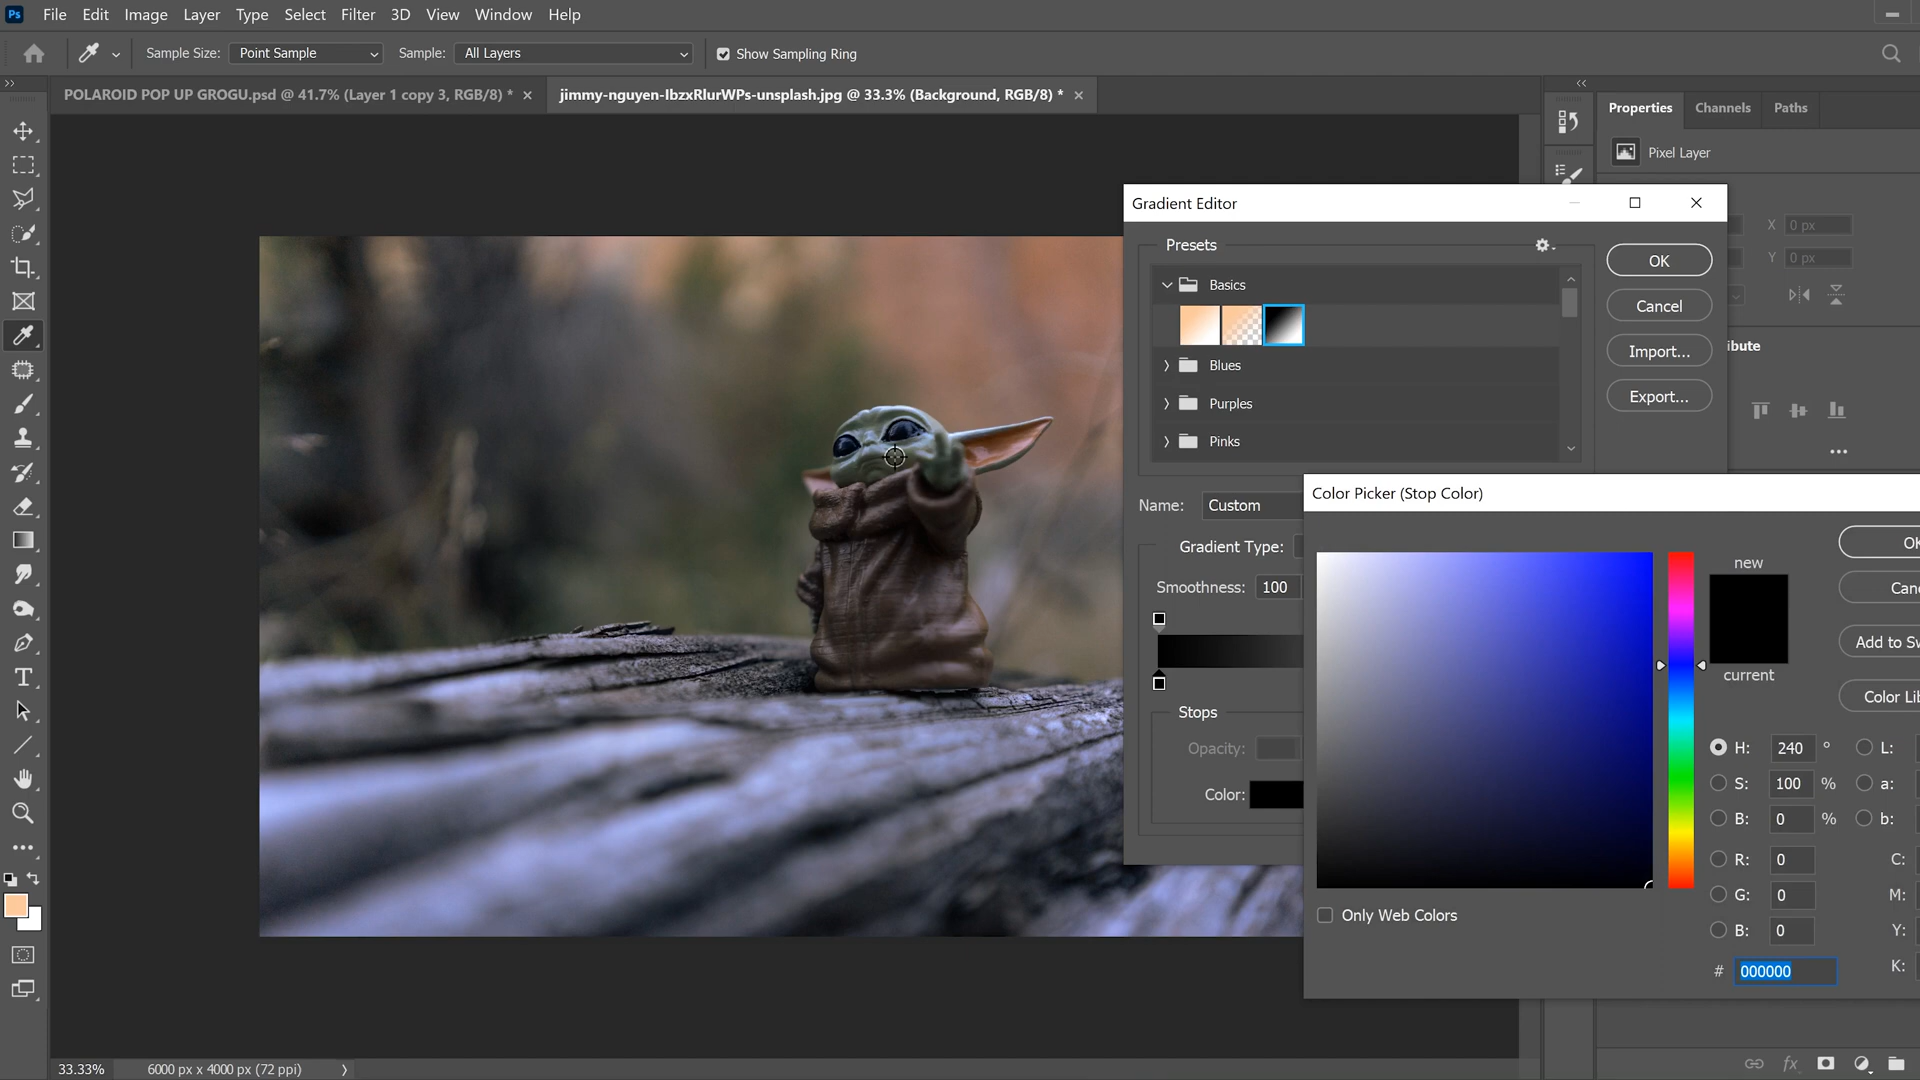 Ps File Edit Image Layer Type Select Filter 3D View Window Help
Sample Size: Point Sample Sample: All Layers Show Sampling Ring
POLAROID POP UP GROGU.psd @ 41.7% (Layer 1 copy 3, RGB/8) * × jimmy-nguyen-IbzxRlurWPs-unsplash.jpg @ 33.3% (Background, RGB/8) * ×
Properties Channels Paths
Pixel Layer
Gradient Editor
X 0 px
Presets
Y 0 px
OK
Basics
Cancel
Import...
ibute
Blues
Export...
Purples
Pinks
Color Picker (Stop Color)
Name: Custom
OK
Gradient Type:
new
Smoothness: 100
Canc
Add to Sw
current
Color Lib
Stops
Opacity:
H: 240 ° L:
S: 100 % a:
Color:
B: 0 % b:
R: 0 C:
G: 0 M:
Only Web Colors
B: 0 Y:
# 000000 K:
33.33% 6000 px x 4000 px (72 ppi)
fx